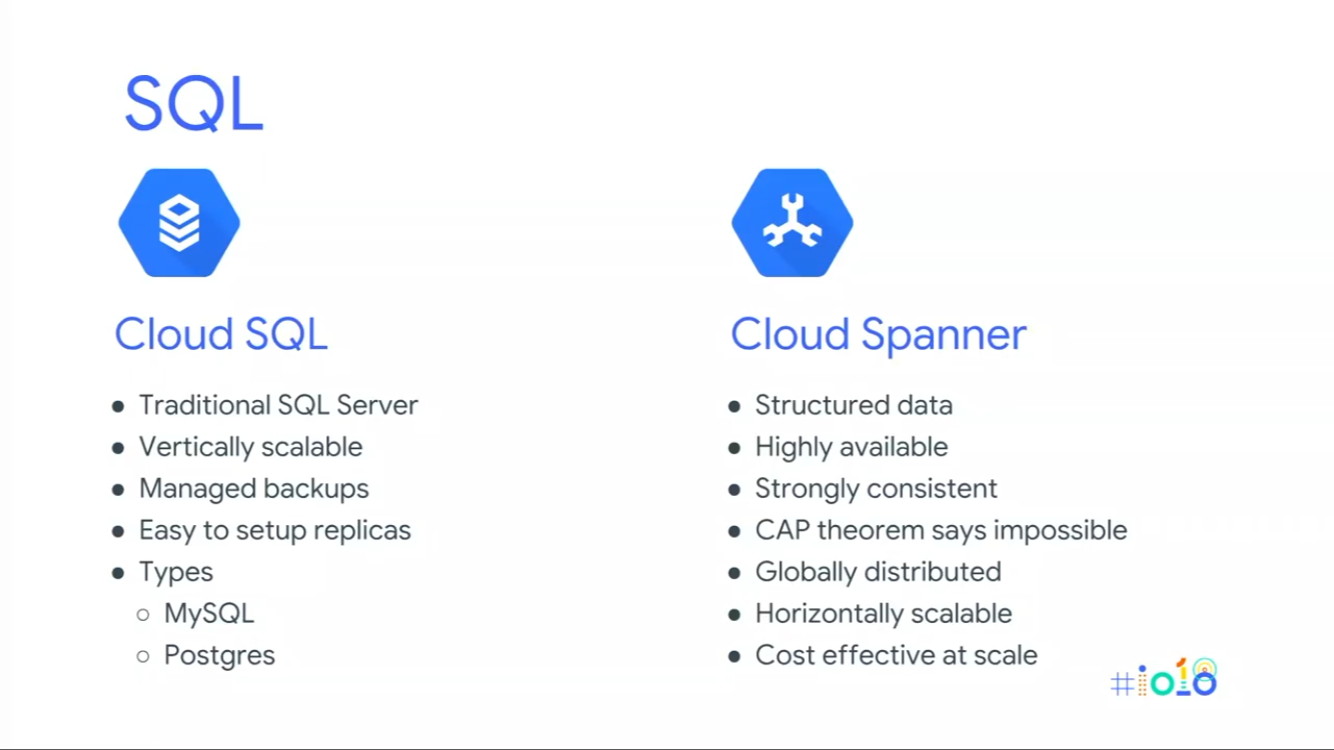 SQL
Cloud SQL
● Traditional SQL Server
● Vertically scalable
● Managed backups
● Easy to setup replicas
● Types
○ MySQL
○ Postgres
Cloud Spanner
● Structured data
● Highly available
● Strongly consistent
● CAP theorem says impossible
● Globally distributed
● Horizontally scalable
● Cost effective at scale
#io18